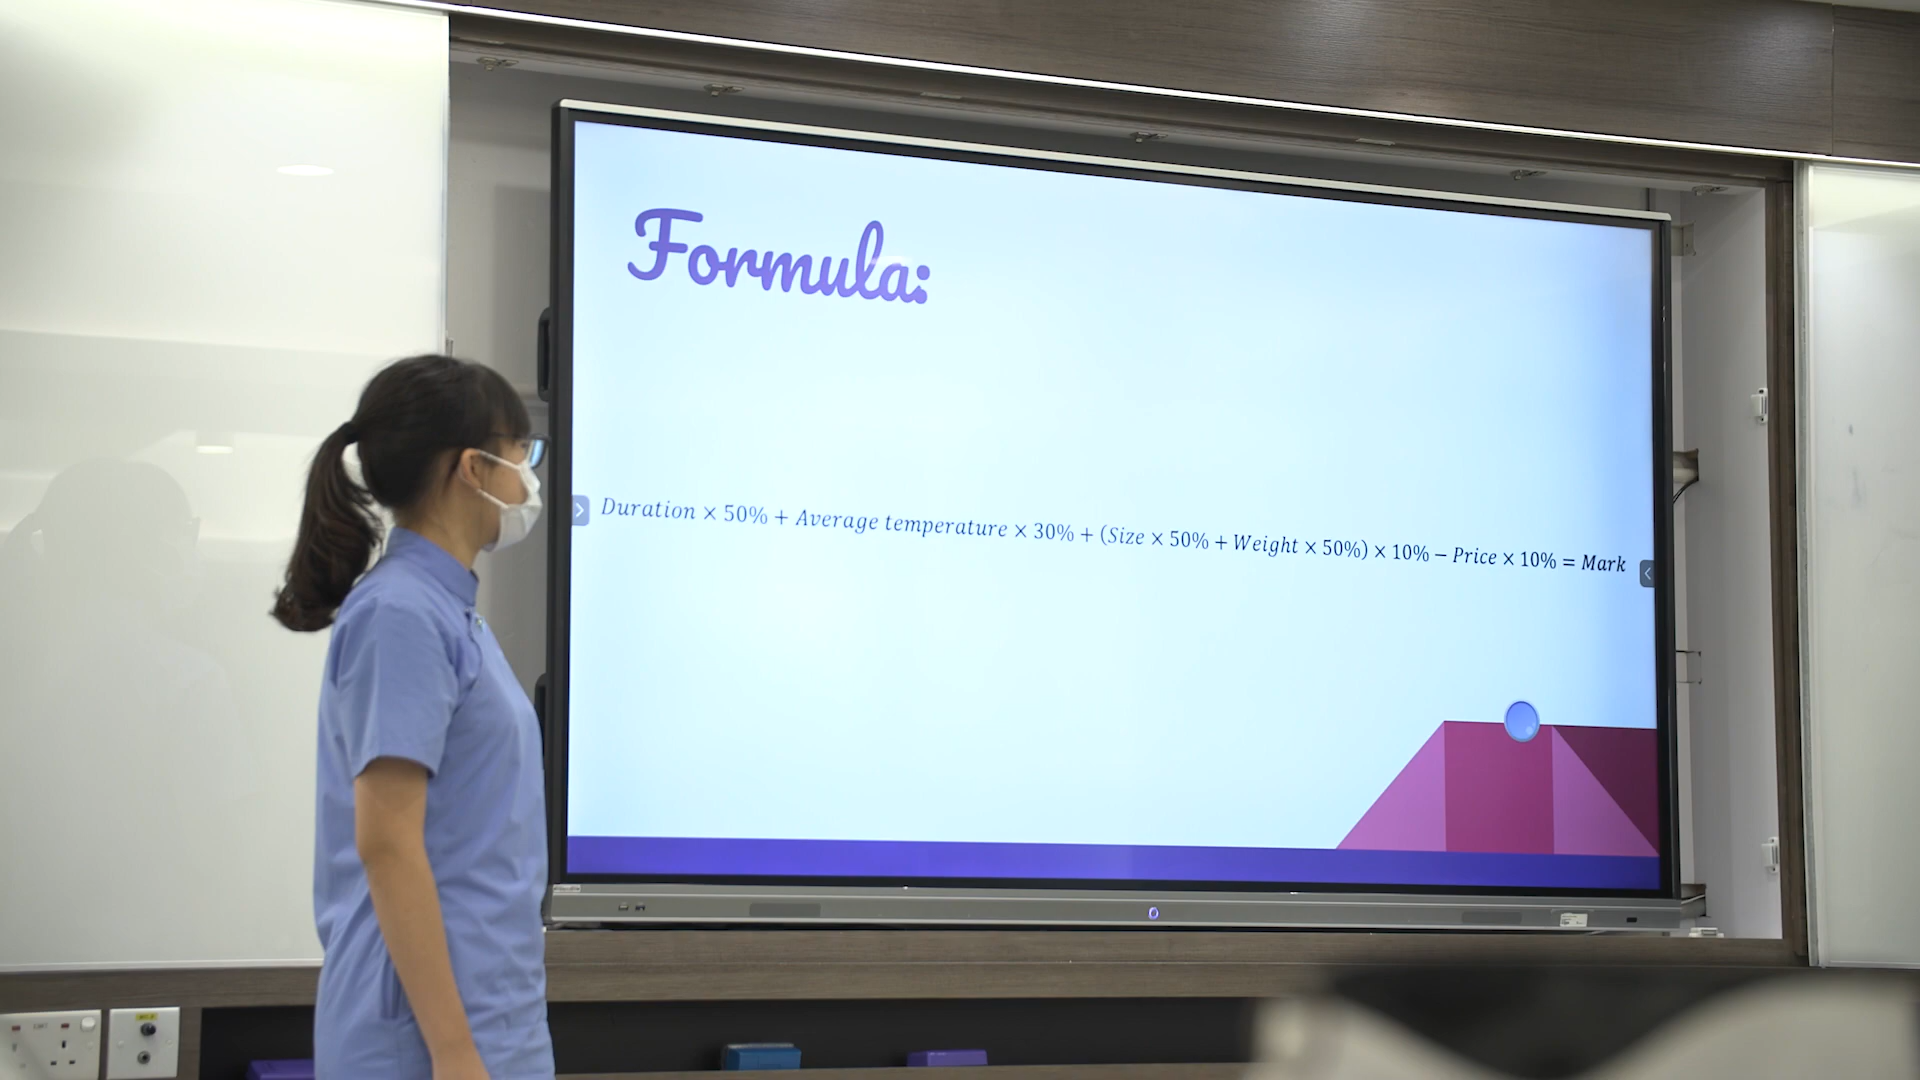 Formula:
Duration × 50% + Average temperature × 30% + (Size × 50% + Weight × 50%) × 10% − Price × 10% = Mark